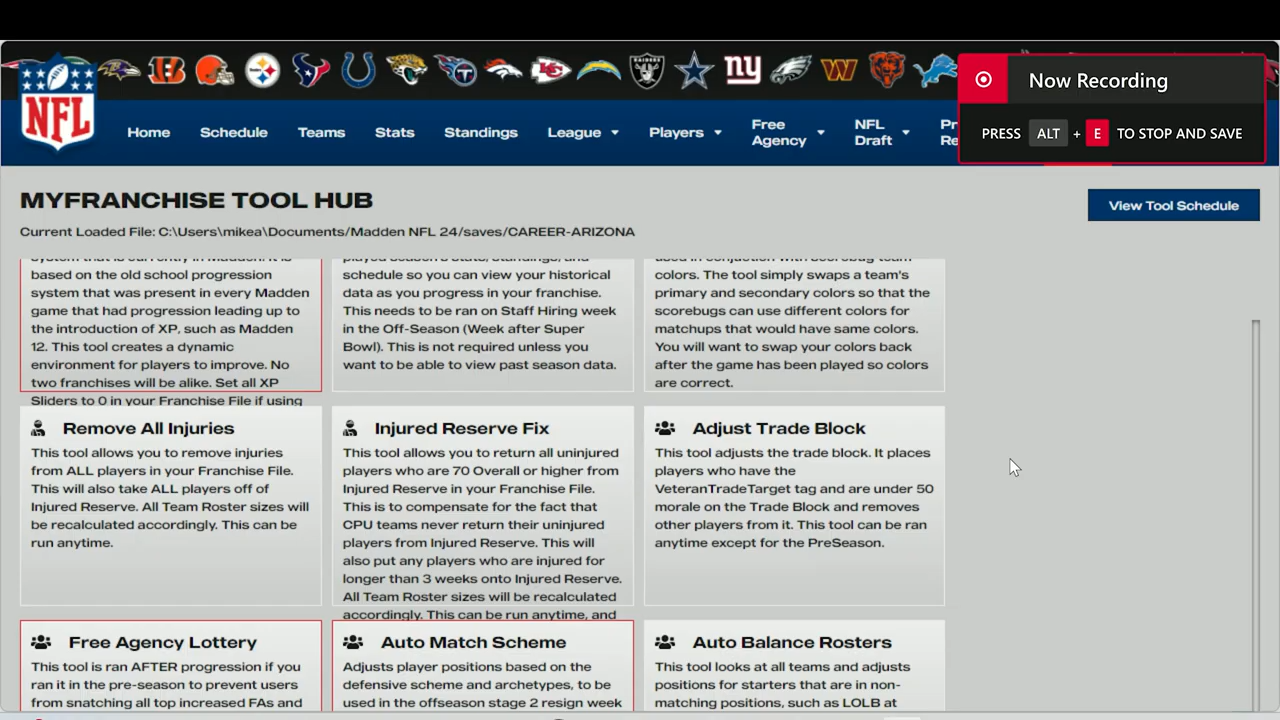 Now Recording
PRESS ALT + E TO STOP AND SAVE
NFL
Home Schedule Teams Stats Standings League Players Free Agency NFL Draft
MYFRANCHISE TOOL HUB
View Tool Schedule
Current Loaded File: C:\Users\mikea\Documents/Madden NFL 24/saves/CAREER-ARIZONA
system that is currently in Madden. It is
based on the old school progression
system that was present in every Madden
game that had progression leading up to
the introduction of XP, such as Madden
12. This tool creates a dynamic
environment for players to improve. No
two franchises will be alike. Set all XP
Sliders to 0 in your Franchise File if using
played season's stats, standings, and
schedule so you can view your historical
data as you progress in your franchise.
This needs to be ran on Staff Hiring week
in the Off-Season (Week after Super
Bowl). This is not required unless you
want to be able to view past season data.
used in conjuction with scorebug team
colors. The tool simply swaps a team's
primary and secondary colors so that the
scorebugs can use different colors for
matchups that would have same colors.
You will want to swap your colors back
after the game has been played so colors
are correct.
Remove All Injuries
This tool allows you to remove injuries
from ALL players in your Franchise File.
This will also take ALL players off of
Injured Reserve. All Team Roster sizes will
be recalculated accordingly. This can be
run anytime.
Injured Reserve Fix
This tool allows you to return all uninjured
players who are 70 Overall or higher from
Injured Reserve in your Franchise File.
This is to compensate for the fact that
CPU teams never return their uninjured
players from Injured Reserve. This will
also put any players who are injured for
longer than 3 weeks onto Injured Reserve.
All Team Roster sizes will be recalculated
accordingly. This can be run anytime, and
Adjust Trade Block
This tool adjusts the trade block. It places
players who have the
VeteranTradeTarget tag and are under 50
morale on the Trade Block and removes
other players from it. This tool can be ran
anytime except for the PreSeason.
Free Agency Lottery
This tool is ran AFTER progression if you
ran it in the pre-season to prevent users
from snatching all top increased FAs and
Auto Match Scheme
Adjusts player positions based on the
defensive scheme and archetypes, to be
used in the offseason stage 2 resign week
Auto Balance Rosters
This tool looks at all teams and adjusts
positions for starters that are in non-
matching positions, such as LOLB at